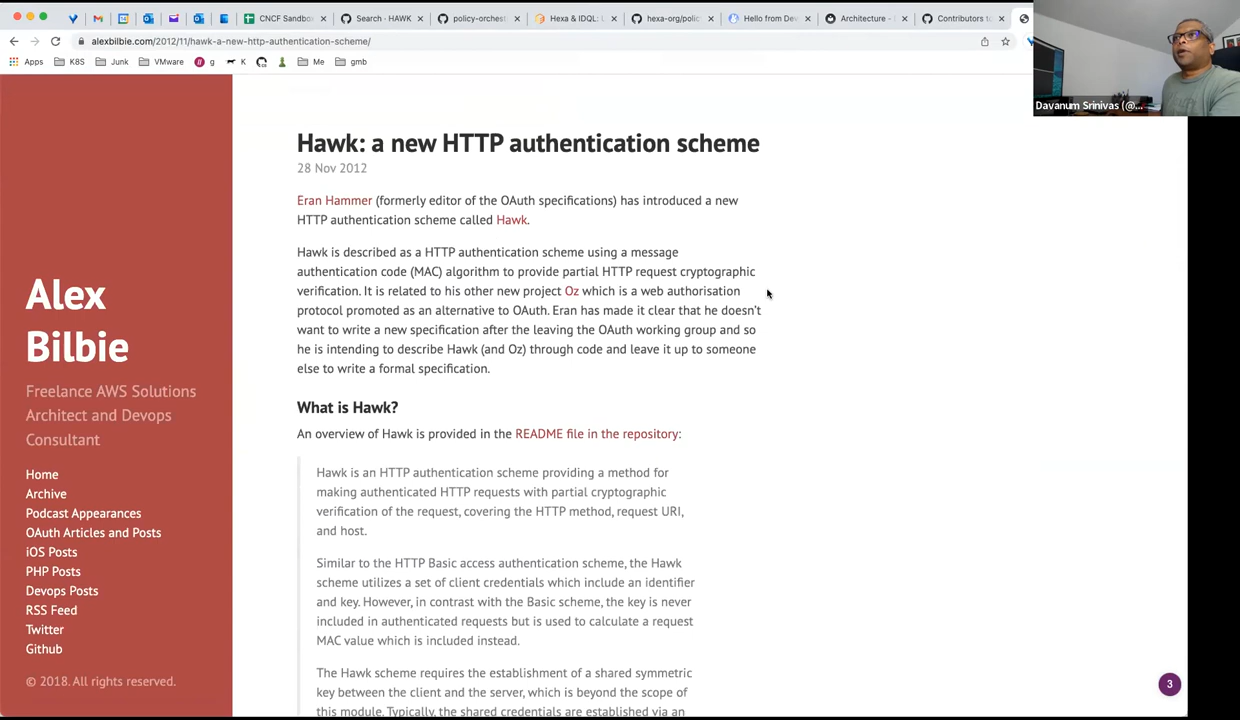 CNCF Sandbox
Search · HAWK
policy-orchest
Hexa & IDQL:
hexa-org/polic
Hello from De
Architecture -
Contributors to
alexbilbie.com/2012/11/hawk-a-new-http-authentication-scheme/
Apps K8S Junk VMware g K Me gmb
Davanum Srinivas (@...
Hawk: a new HTTP authentication scheme
28 Nov 2012
Eran Hammer (formerly editor of the OAuth specifications) has introduced a new
HTTP authentication scheme called Hawk.
Hawk is described as a HTTP authentication scheme using a message
authentication code (MAC) algorithm to provide partial HTTP request cryptographic
verification. It is related to his other new project Oz which is a web authorisation
protocol promoted as an alternative to OAuth. Eran has made it clear that he doesn't
want to write a new specification after the leaving the OAuth working group and so
he is intending to describe Hawk (and Oz) through code and leave it up to someone
else to write a formal specification.
What is Hawk?
An overview of Hawk is provided in the README file in the repository:
Hawk is an HTTP authentication scheme providing a method for
making authenticated HTTP requests with partial cryptographic
verification of the request, covering the HTTP method, request URI,
and host.
Similar to the HTTP Basic access authentication scheme, the Hawk
scheme utilizes a set of client credentials which include an identifier
and key. However, in contrast with the Basic scheme, the key is never
included in authenticated requests but is used to calculate a request
MAC value which is included instead.
The Hawk scheme requires the establishment of a shared symmetric
key between the client and the server, which is beyond the scope of
this module. Typically, the shared credentials are established via an
Alex
Bilbie
Freelance AWS Solutions
Architect and Devops
Consultant
Home
Archive
Podcast Appearances
OAuth Articles and Posts
iOS Posts
PHP Posts
Devops Posts
RSS Feed
Twitter
Github
© 2018. All rights reserved.
3